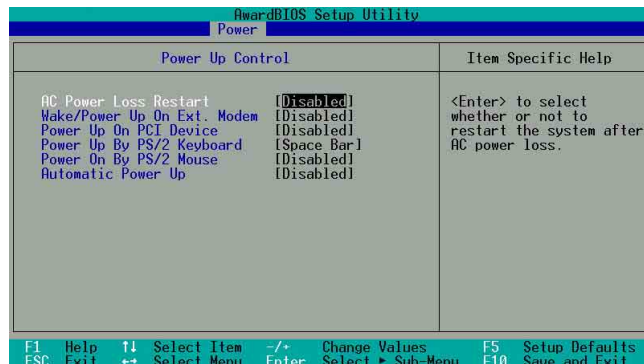 AwardBIOS Setup Utility
Power
Power Up Control
Item Specific Help
AC Power Loss Restart [Disabled]
Wake/Power Up On Ext. Modem [Disabled]
Power Up On PCI Device [Disabled]
Power Up By PS/2 Keyboard [Space Bar]
Power On By PS/2 Mouse [Disabled]
Automatic Power Up [Disabled]
<Enter> to select
whether or not to
restart the system after
AC power loss.
F1 Help ↑↓ Select Item -/+ Change Values F5 Setup Defaults
ESC Exit ←→ Select Menu Enter Select ► Sub-Menu F10 Save and Exit